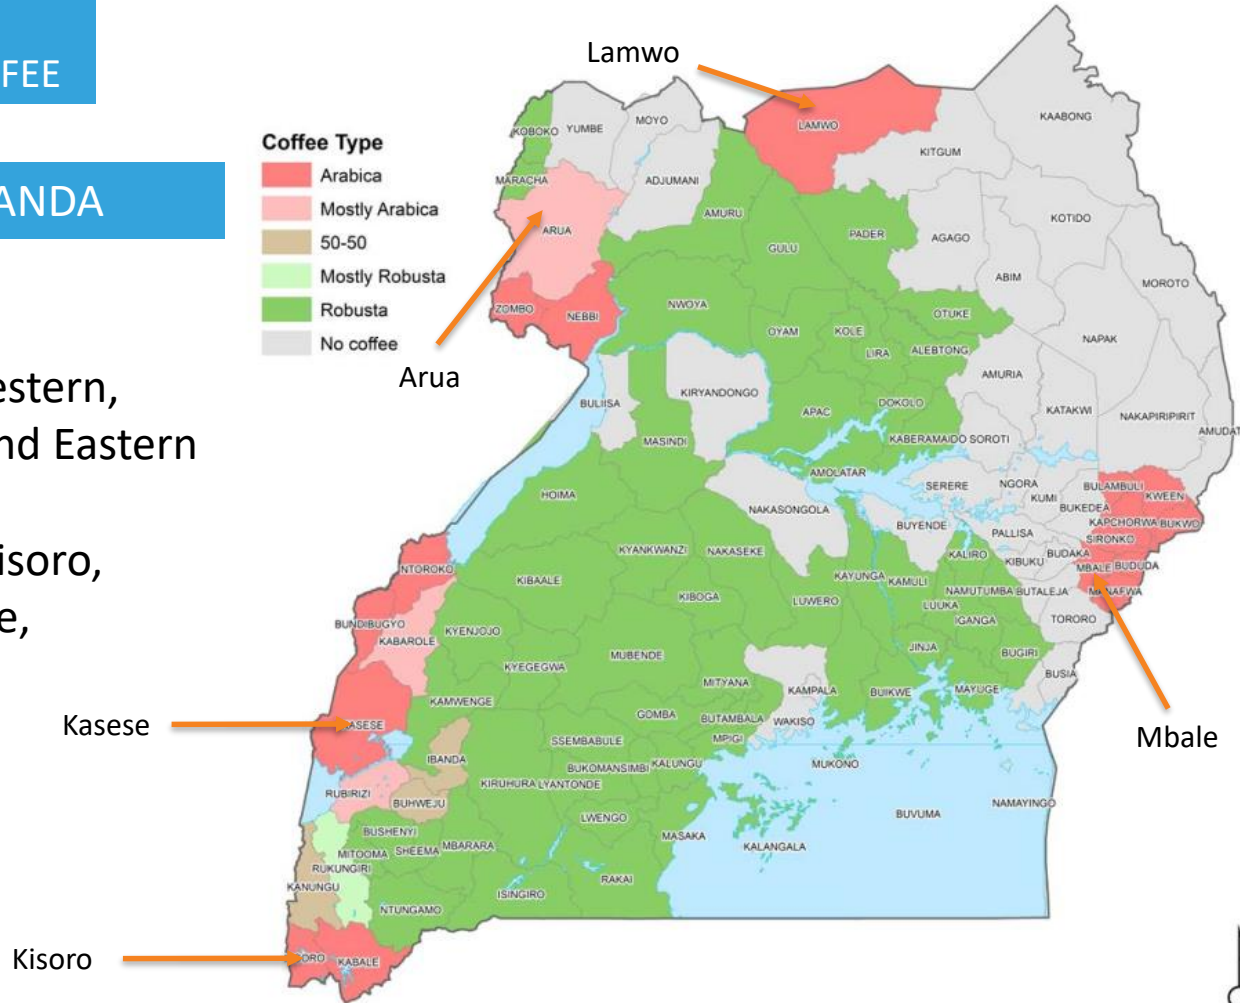 FEE
ANDA
estern,
nd Eastern
isoro,
e,
Coffee Type
Arabica
Mostly Arabica
50-50
Mostly Robusta
Robusta
No coffee
Lamwo
Arua
Kasese
Kisoro
Mbale
KOBOKO
YUMBE
MOYO
MARACHA
ADJUMANI
ARUA
ZOMBO
NEBBI
LAMWO
KITGUM
KAABONG
AMURU
GULU
PADER
AGAGO
KOTIDO
ABIM
MOROTO
NWOYA
OYAM
KOLE
LIRA
OTUKE
ALEBTONG
NAPAK
AMURIA
KIRYANDONGO
BULIISA
MASINDI
APAC
DOKOLO
KABERAMAIDO
SOROTI
KATAKWI
NAKAPIRIPIRIT
AMUDAT
AMOLATAR
HOIMA
NAKASONGOLA
SERERE
NGORA
KUMI
BULAMBULI
KWEEN
BUKEDEA
KAPCHORWA
BUKWO
BUYENDE
PALLISA
SIRONKO
KYANKWANZI
NAKASEKE
KALIRO
KIBUKU
BUDAKA
MBALE
BUDUDA
NTOROKO
KIBAALE
KAYUNGA
KAMULI
NAMUTUMBA
BUTALEJA
MANAFWA
KIBOGA
LUWERO
LUUKA
IGANGA
TORORO
BUNDIBUGYO
KABAROLE
KYENJOJO
KYEGEGWA
MUBENDE
JINJA
BUGIRI
BUSIA
MITYANA
KAMPALA
BUIKWE
MAYUGE
KAMWENGE
GOMBA
BUTAMBALA
WAKISO
ASESE
MPIGI
SSEMBABULE
IBANDA
BUKOMANSIMBI
KALUNGU
MUKONO
RUBIRIZI
BUHWEJU
KIRUHURA
LYANTONDE
NAMAYINGO
BUVUMA
LWENGO
BUSHENYI
MASAKA
KALANGALA
MITOOMA
SHEEMA
MBARARA
RUKUNGIRI
KANUNGU
RAKAI
ISINGIRO
NTUNGAMO
ORO
KABALE